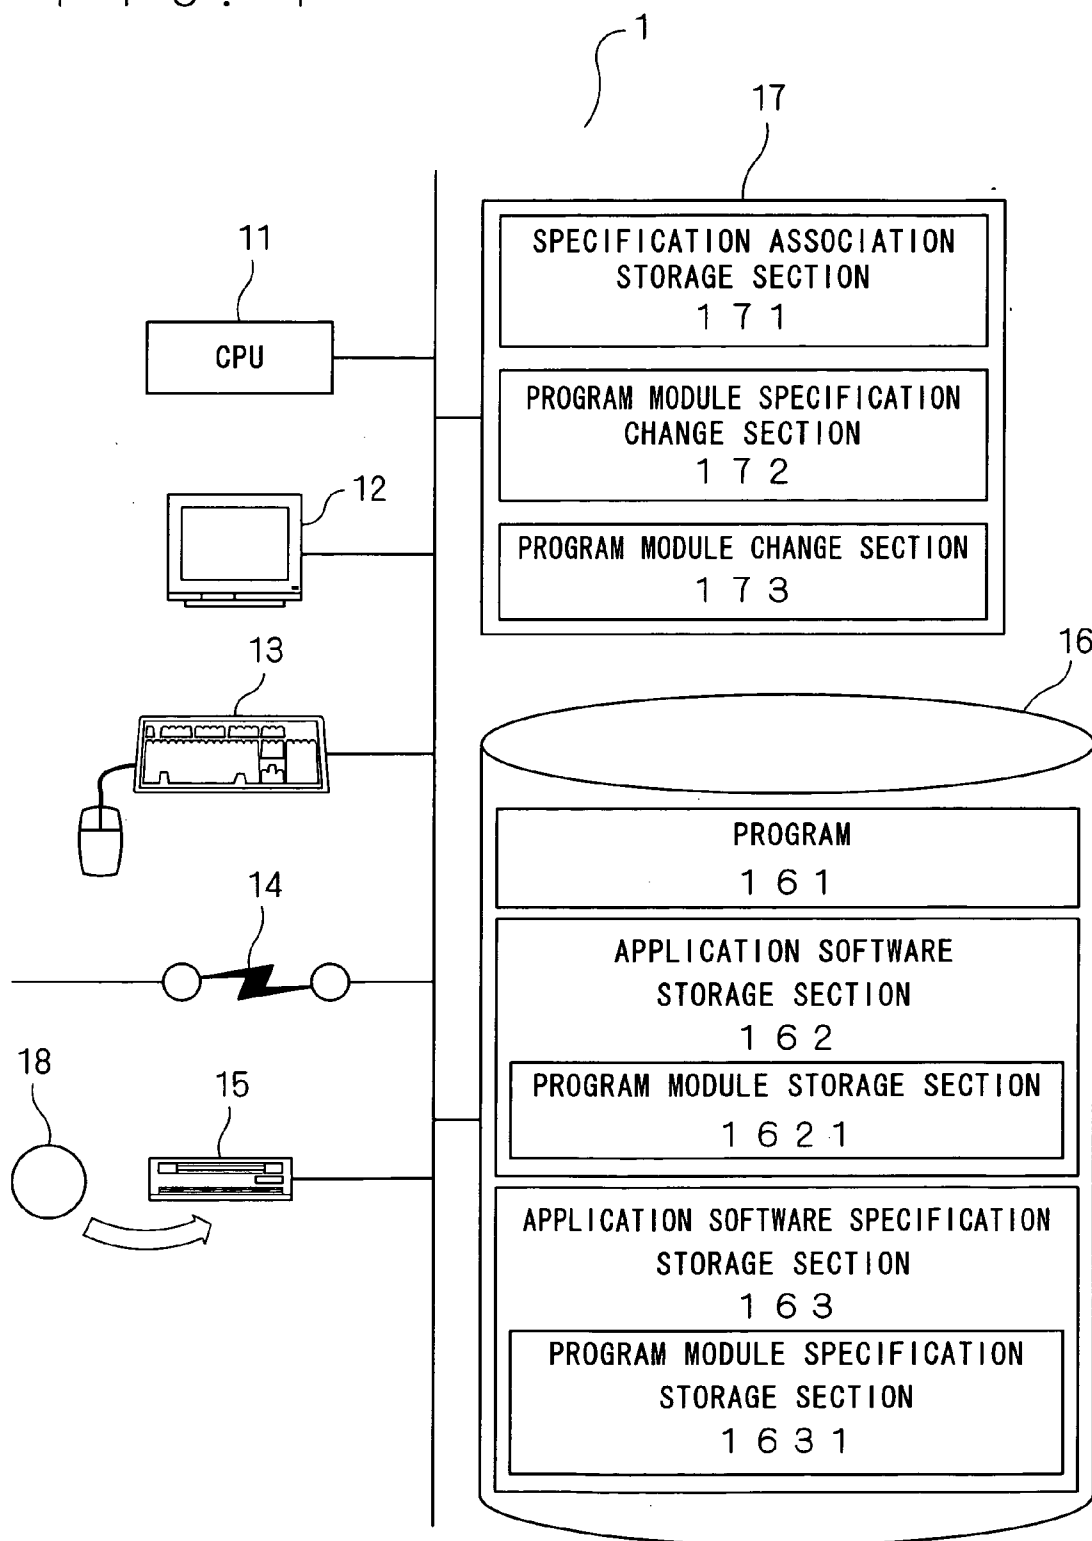 1
17
SPECIFICATION ASSOCIATION
STORAGE SECTION
171
11
CPU
PROGRAM MODULE SPECIFICATION
CHANGE SECTION
172
12
PROGRAM MODULE CHANGE SECTION
173
13
16
PROGRAM
161
14
APPLICATION SOFTWARE
STORAGE SECTION
162
18
15
PROGRAM MODULE STORAGE SECTION
1621
APPLICATION SOFTWARE SPECIFICATION
STORAGE SECTION
163
PROGRAM MODULE SPECIFICATION
STORAGE SECTION
1631